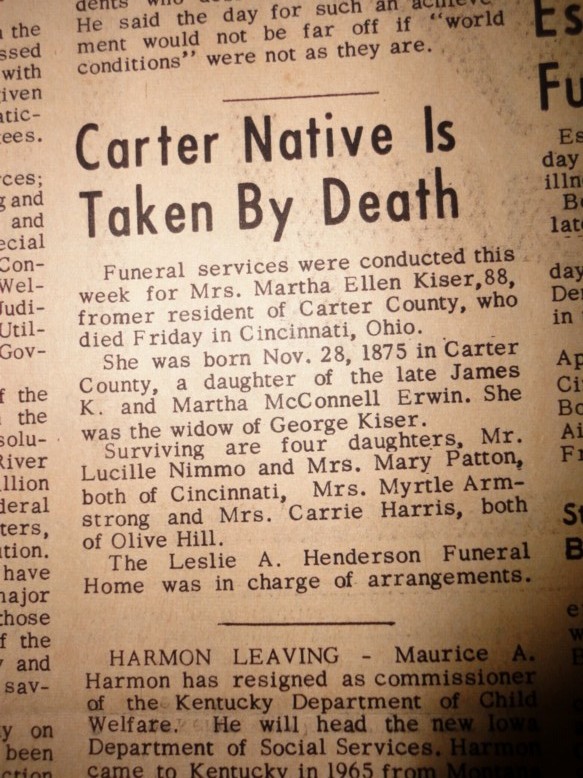 dents who
He said the day for such an achieve-
ment would not be far off if "world
conditions" were not as they are.
Carter Native Is
Taken By Death
Funeral services were conducted this
week for Mrs. Martha Ellen Kiser,88,
fromer resident of Carter County, who
died Friday in Cincinnati, Ohio.
She was born Nov. 28, 1875 in Carter
County, a daughter of the late James
K. and Martha McConnell Erwin. She
was the widow of George Kiser.
Surviving are four daughters, Mr.
Lucille Nimmo and Mrs. Mary Patton,
both of Cincinnati, Mrs. Myrtle Arm-
strong and Mrs. Carrie Harris, both
of Olive Hill.
The Leslie A. Henderson Funeral
Home was in charge of arrangements.
HARMON LEAVING - Maurice A.
Harmon has resigned as commissioner
of the Kentucky Department of Child
Welfare. He will head the new Iowa
Department of Social Services. Harmon
came to Kentucky in 1965 from Montana